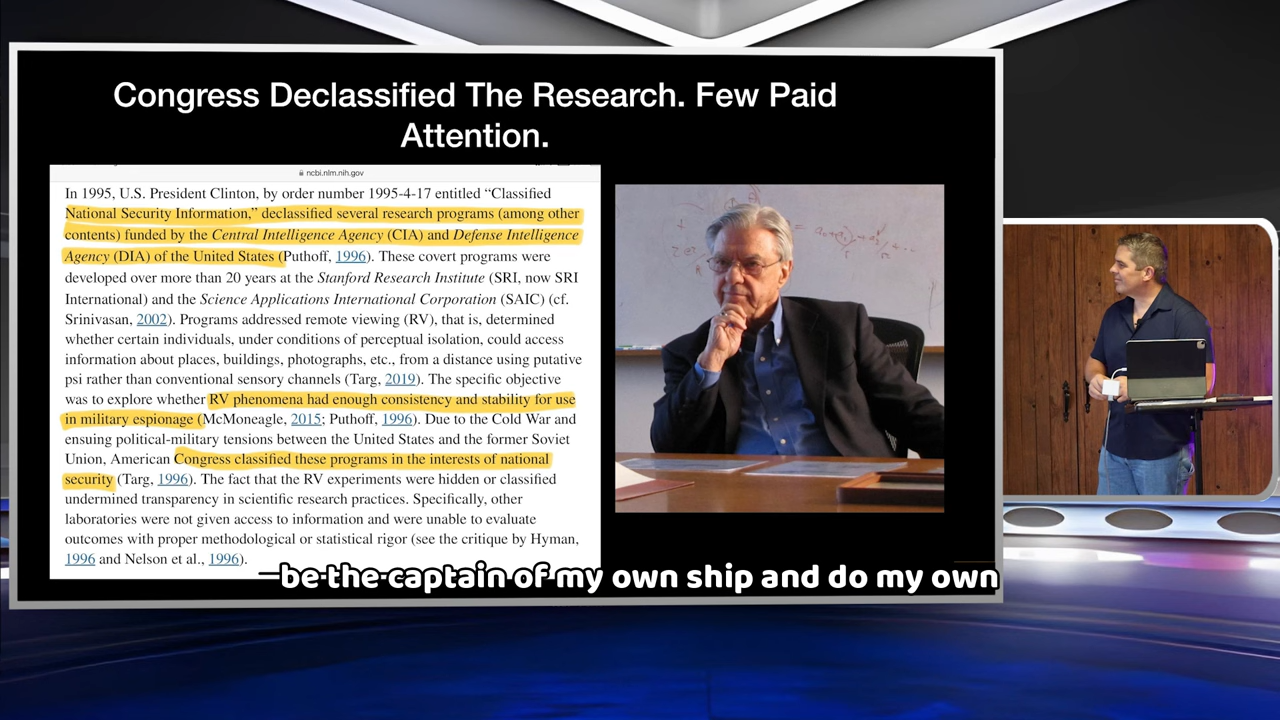 Congress Declassified The Research. Few Paid
Attention.
ncbi.nlm.nih.gov
In 1995, U.S. President Clinton, by order number 1995-4-17 entitled “Classified
National Security Information,” declassified several research programs (among other
contents) funded by the Central Intelligence Agency (CIA) and Defense Intelligence
Agency (DIA) of the United States (Puthoff, 1996). These covert programs were
developed over more than 20 years at the Stanford Research Institute (SRI, now SRI
International) and the Science Applications International Corporation (SAIC) (cf.
Srinivasan, 2002). Programs addressed remote viewing (RV), that is, determined
whether certain individuals, under conditions of perceptual isolation, could access
information about places, buildings, photographs, etc., from a distance using putative
psi rather than conventional sensory channels (Targ, 2019). The specific objective
was to explore whether RV phenomena had enough consistency and stability for use
in military espionage (McMoneagle, 2015; Puthoff, 1996). Due to the Cold War and
ensuing political-military tensions between the United States and the former Soviet
Union, American Congress classified these programs in the interests of national
security (Targ, 1996). The fact that the RV experiments were hidden or classified
undermined transparency in scientific research practices. Specifically, other
laboratories were not given access to information and were unable to evaluate
outcomes with proper methodological or statistical rigor (see the critique by Hyman,
1996 and Nelson et al., 1996).
be the captain of my own ship and do my own